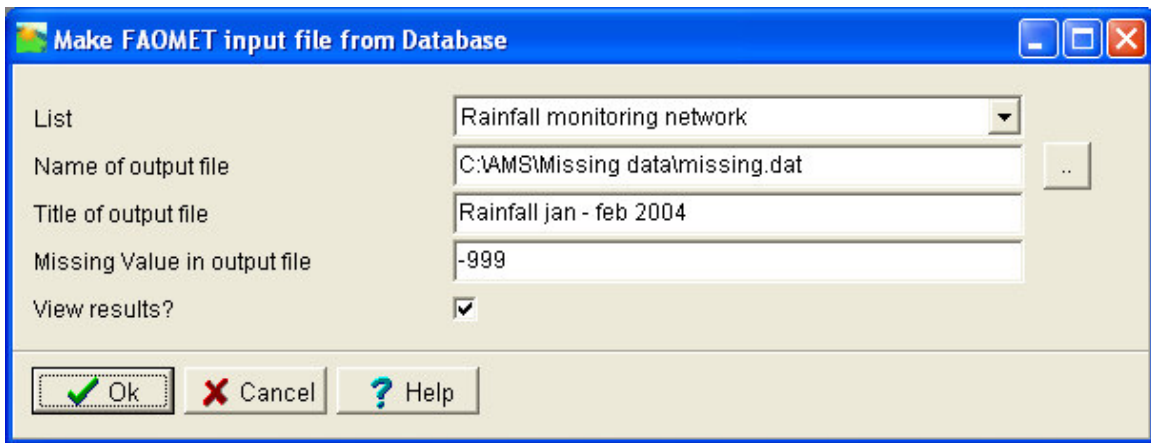 Make FAOMET input file from Database
List Rainfall monitoring network
Name of output file C:\AMS\Missing data\missing.dat ..
Title of output file Rainfall jan - feb 2004
Missing Value in output file -999
View results?
Ok Cancel ? Help